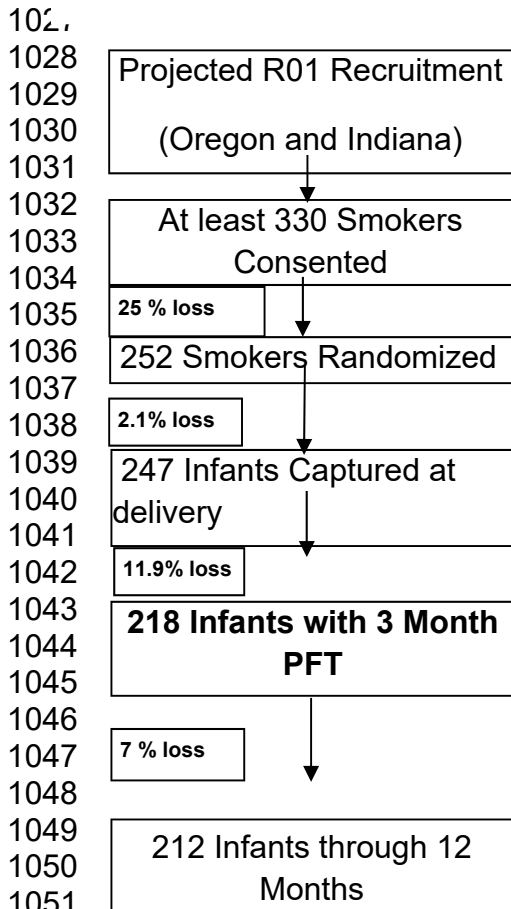 1028
Projected R01 Recruitment
1029
1030
(Oregon and Indiana)
1031
1032
At least 330 Smokers
1033
Consented
1034
1035
25 % loss
1036
252 Smokers Randomized
1037
1038
2.1% loss
1039
247 Infants Captured at
1040
delivery
1041
1042
11.9% loss
1043
218 Infants with 3 Month
1044
PFT
1045
1046
1047
7 % loss
1048
1049
212 Infants through 12
1050
Months
1051